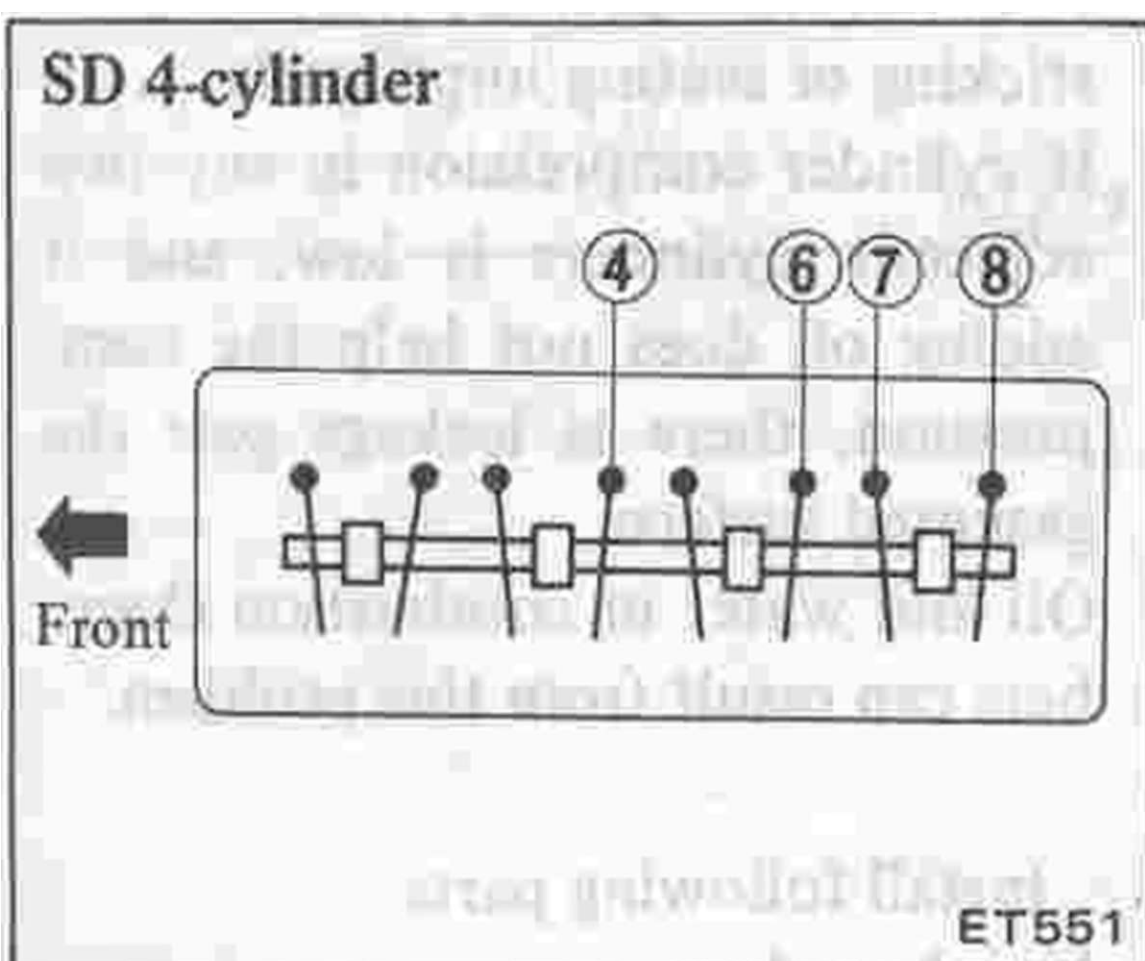 SD 4-cylinder
④ ⑥ ⑦ ⑧
Front
ET551